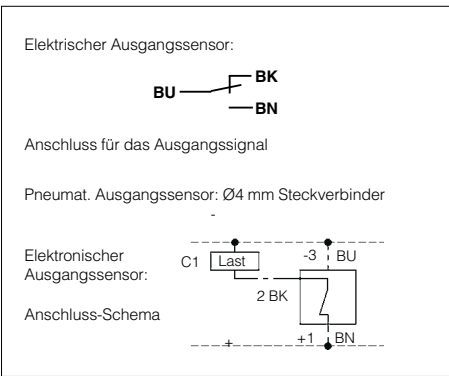 Elektrischer Ausgangssensor:
BK
BU
BN
Anschluss für das Ausgangssignal
Pneumat. Ausgangssensor: Ø4 mm Steckverbinder
-
Elektronischer
Ausgangssensor:
C1 Last -3 BU
2 BK
Anschluss-Schema
+ +1 BN